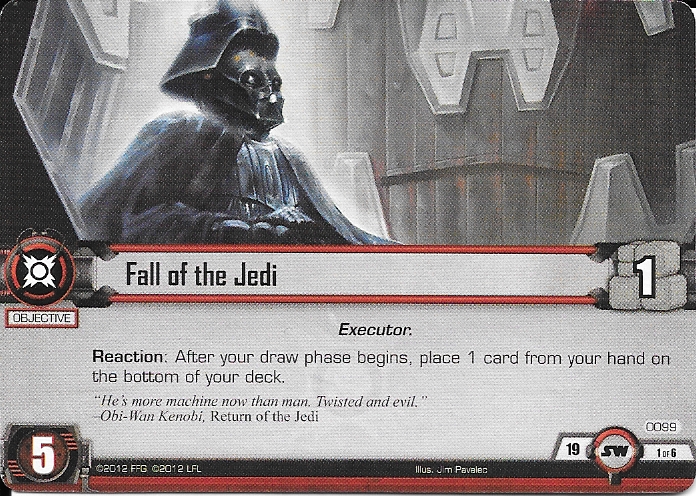 Fall of the Jedi
1
OBJECTIVE
Executor.
Reaction: After your draw phase begins, place 1 card from your hand on
the bottom of your deck.
“He's more machine now than man. Twisted and evil.”
–Obi-Wan Kenobi, Return of the Jedi
5
©2012 FFG ©2012 LFL
Illus. Jim Pavelec
0099
19
SW
1 OF 6